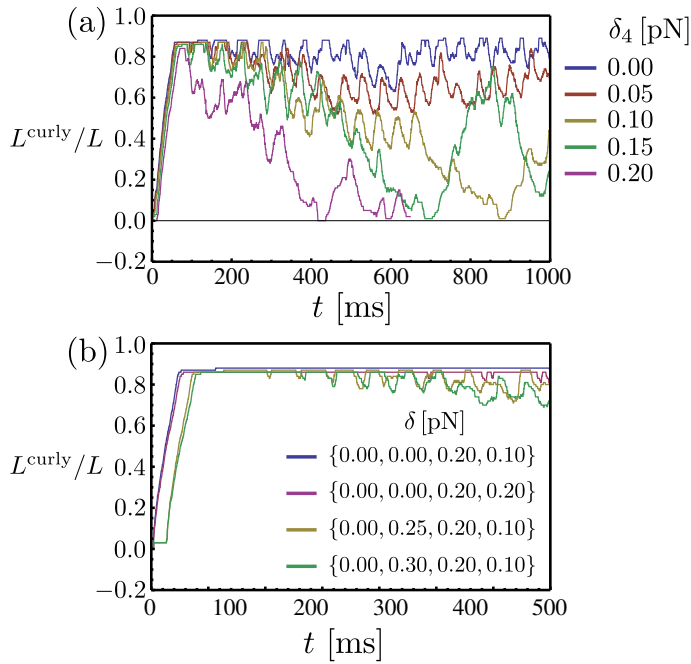 (a)
δ₄ [pN]
0.00
0.05
0.10
0.15
0.20
L^curly/L
1.0
0.8
0.6
0.4
0.2
0.0
−0.2
0 200 400 600 800 1000
t [ms]
(b)
L^curly/L
1.0
0.8
0.6
0.4
0.2
0.0
−0.2
δ [pN]
{0.00, 0.00, 0.20, 0.10}
{0.00, 0.00, 0.20, 0.20}
{0.00, 0.25, 0.20, 0.10}
{0.00, 0.30, 0.20, 0.10}
0 100 200 300 400 500
t [ms]